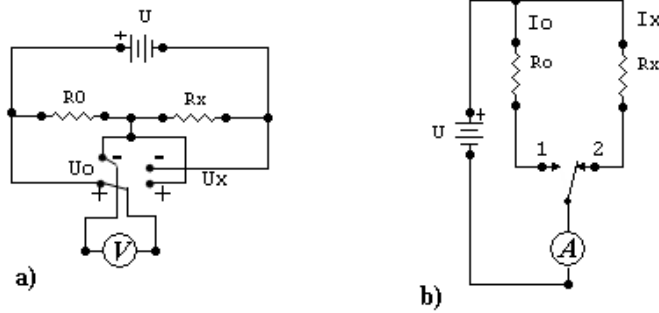 U
+
R0
Rx
-
-
Uo
Ux
+
+
V
a)
Io
Ix
Ro
Rx
U
+
1
2
A
b)